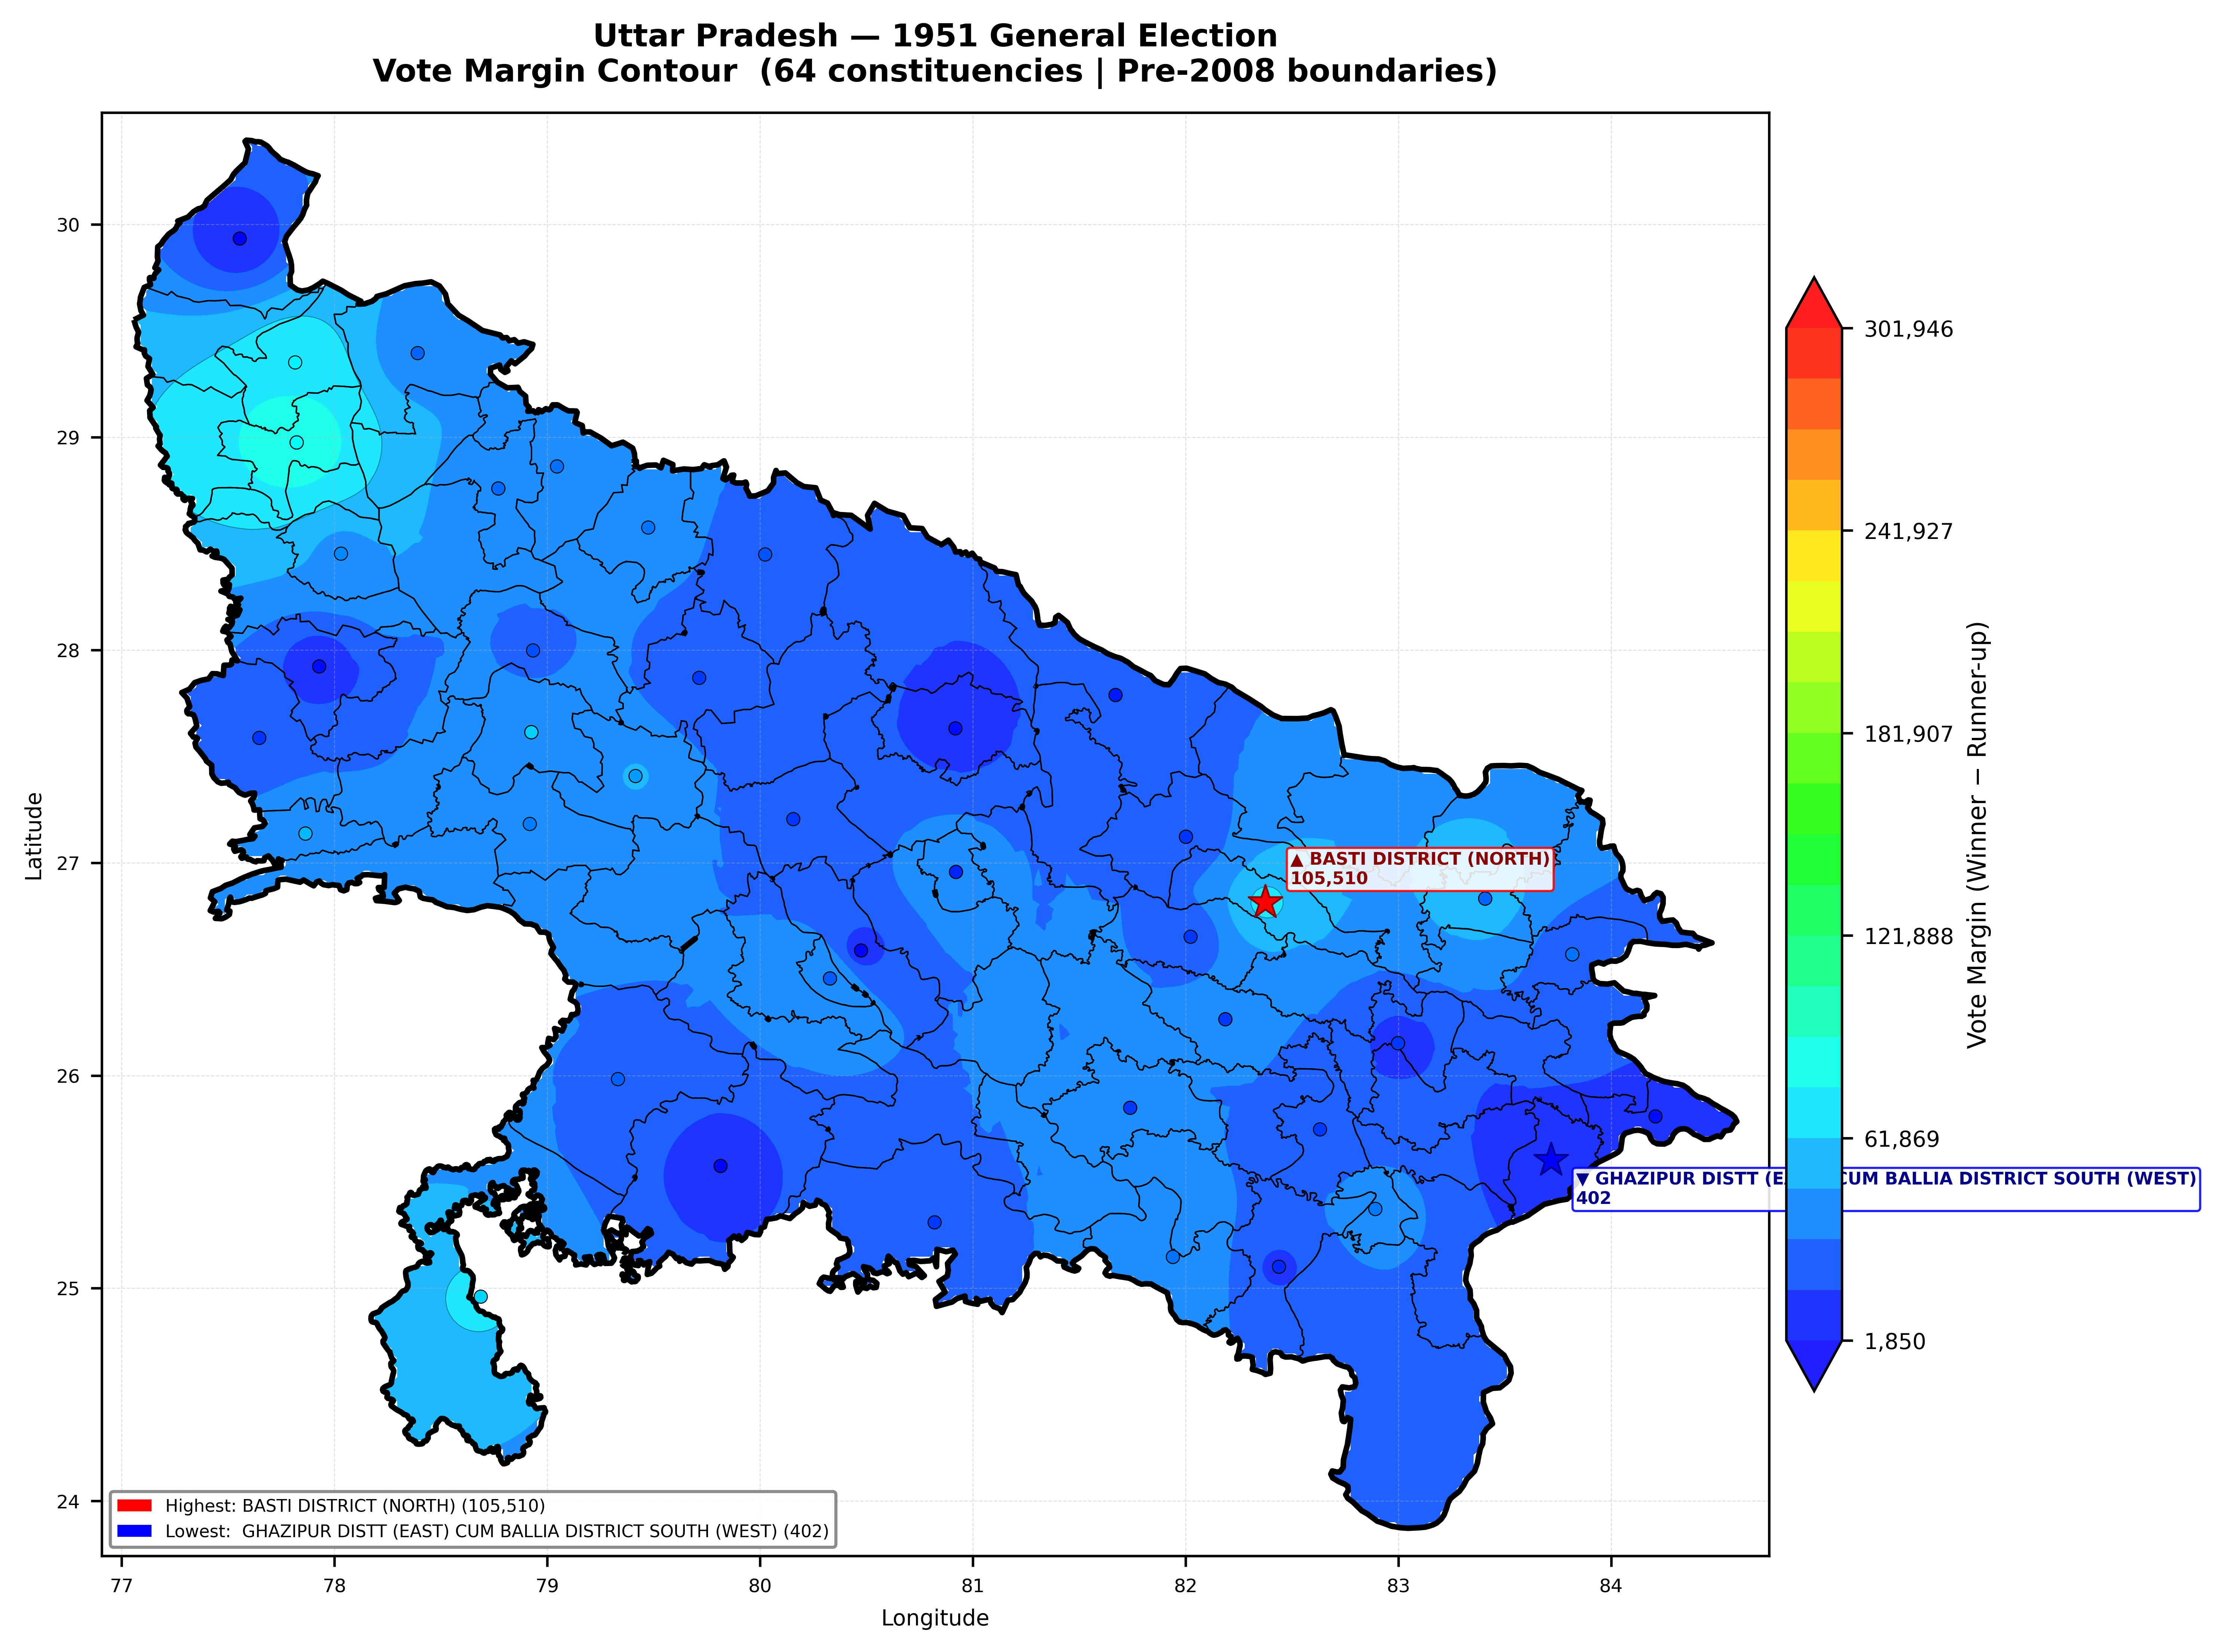 Uttar Pradesh — 1951 General Election
Vote Margin Contour  (64 constituencies | Pre-2008 boundaries)
30
29
28
27
26
25
24
Latitude
77
78
79
80
81
82
83
84
Longitude
▲ BASTI DISTRICT (NORTH)
105,510
▼ GHAZIPUR DISTT (E CUM BALLIA DISTRICT SOUTH (WEST)
402
Highest: BASTI DISTRICT (NORTH) (105,510)
Lowest:  GHAZIPUR DISTT (EAST) CUM BALLIA DISTRICT SOUTH (WEST) (402)
301,946
241,927
181,907
121,888
61,869
1,850
Vote Margin (Winner − Runner-up)